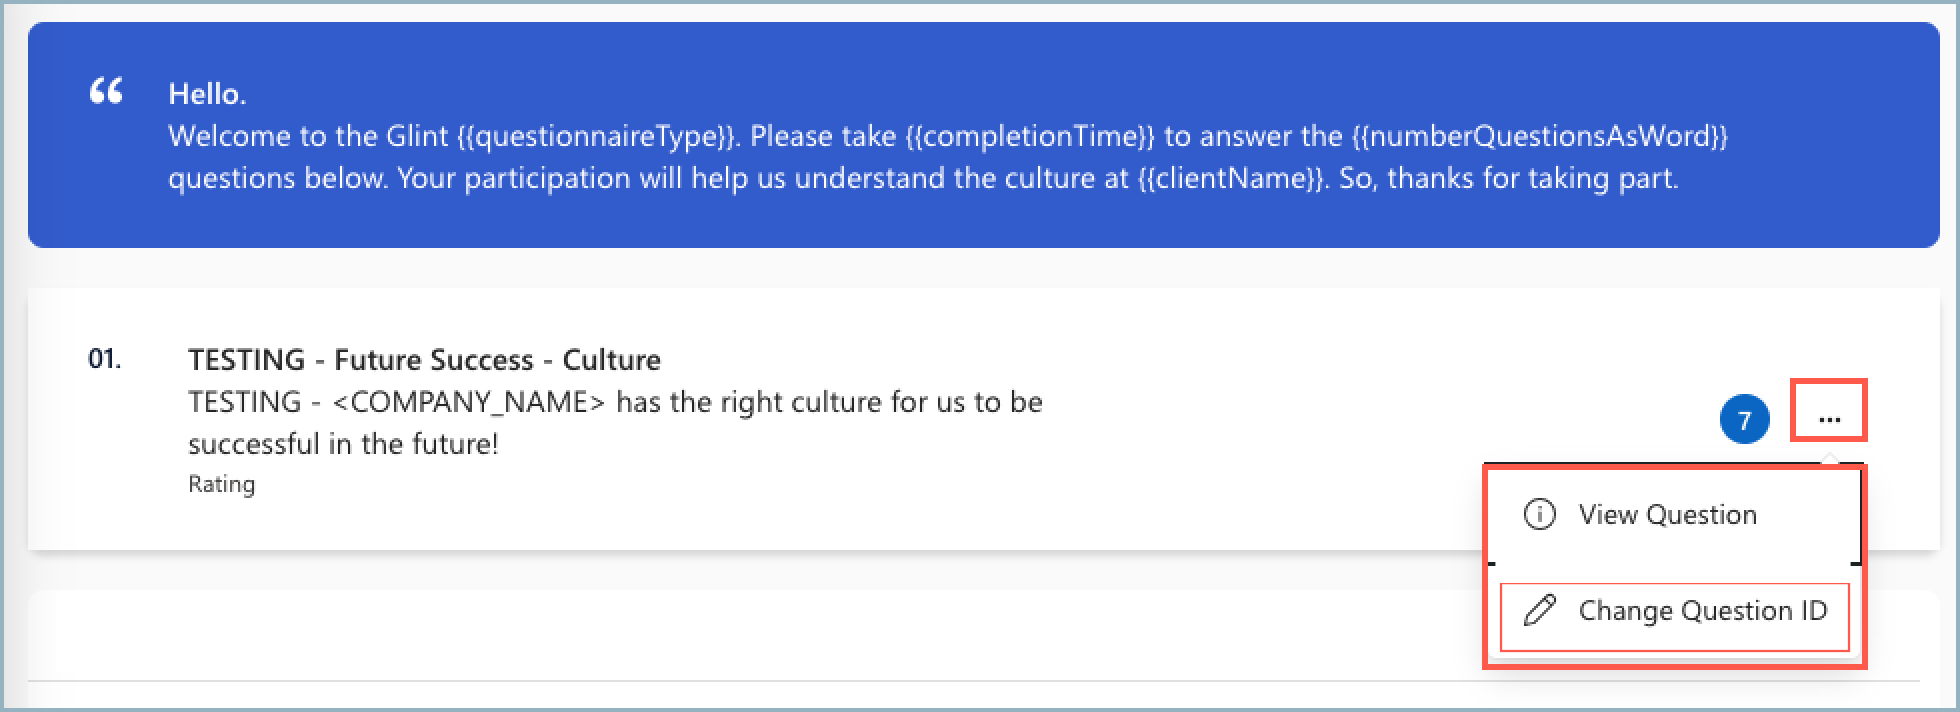 “
Hello.
Welcome to the Glint {{questionnaireType}}. Please take {{completionTime}} to answer the {{numberQuestionsAsWord}}
questions below. Your participation will help us understand the culture at {{clientName}}. So, thanks for taking part.
01.
TESTING - Future Success - Culture
TESTING - <COMPANY_NAME> has the right culture for us to be
successful in the future!
Rating
7
...
View Question
Change Question ID